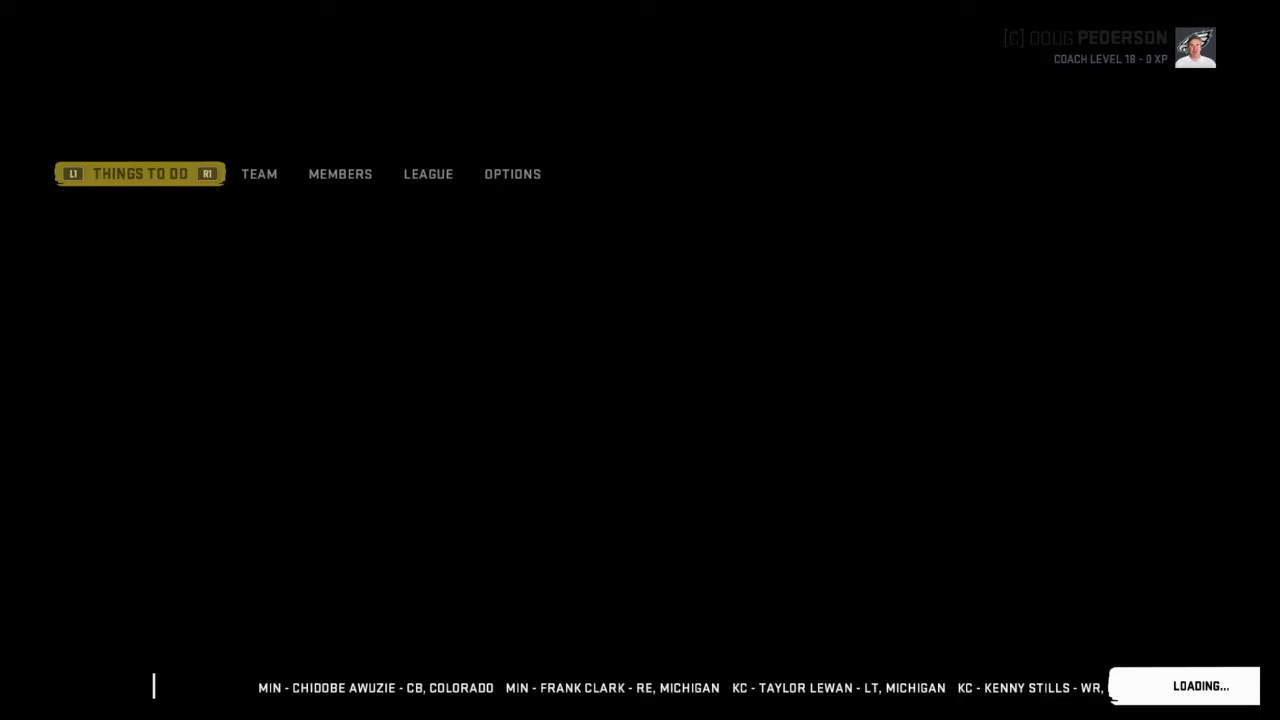 [C] DOUG PEDERSON
COACH LEVEL 18 - 0 XP
L1 THINGS TO DO R1 TEAM MEMBERS LEAGUE OPTIONS
MIN - CHIDOBE AWUZIE - CB, COLORADO MIN - FRANK CLARK - RE, MICHIGAN KC - TAYLOR LEWAN - LT, MICHIGAN KC - KENNY STILLS - WR, LOADING...